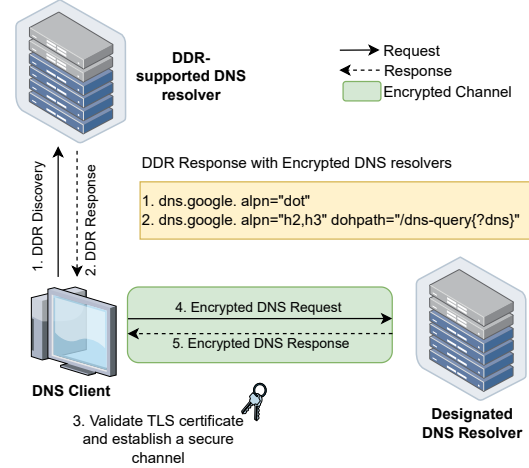 DDR-
supported DNS
resolver
Request
Response
Encrypted Channel
DDR Response with Encrypted DNS resolvers
1. dns.google. alpn="dot"
2. dns.google. alpn="h2,h3" dohpath="/dns-query{?dns}"
1. DDR Discovery
2. DDR Response
4. Encrypted DNS Request
5. Encrypted DNS Response
DNS Client
3. Validate TLS certificate
and establish a secure
channel
Designated
DNS Resolver